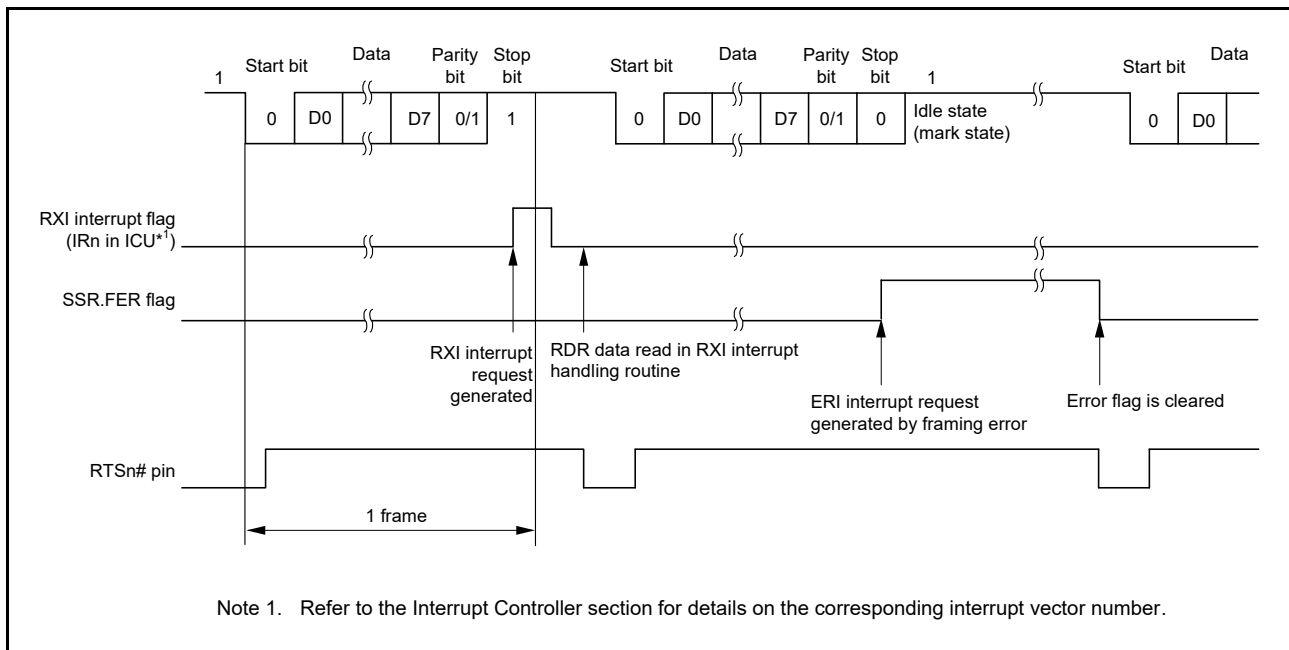 Start bit Data Parity bit Stop bit
1
0 D0 D7 0/1 1
Start bit Data Parity bit Stop bit
1
0 D0 D7 0/1 0
Idle state
(mark state)
Start bit Data
0 D0
RXI interrupt flag
(IRn in ICU*1)
SSR.FER flag
RXI interrupt
request
generated
RDR data read in RXI interrupt
handling routine
ERI interrupt request
generated by framing error
Error flag is cleared
RTSn# pin
1 frame
Note 1. Refer to the Interrupt Controller section for details on the corresponding interrupt vector number.